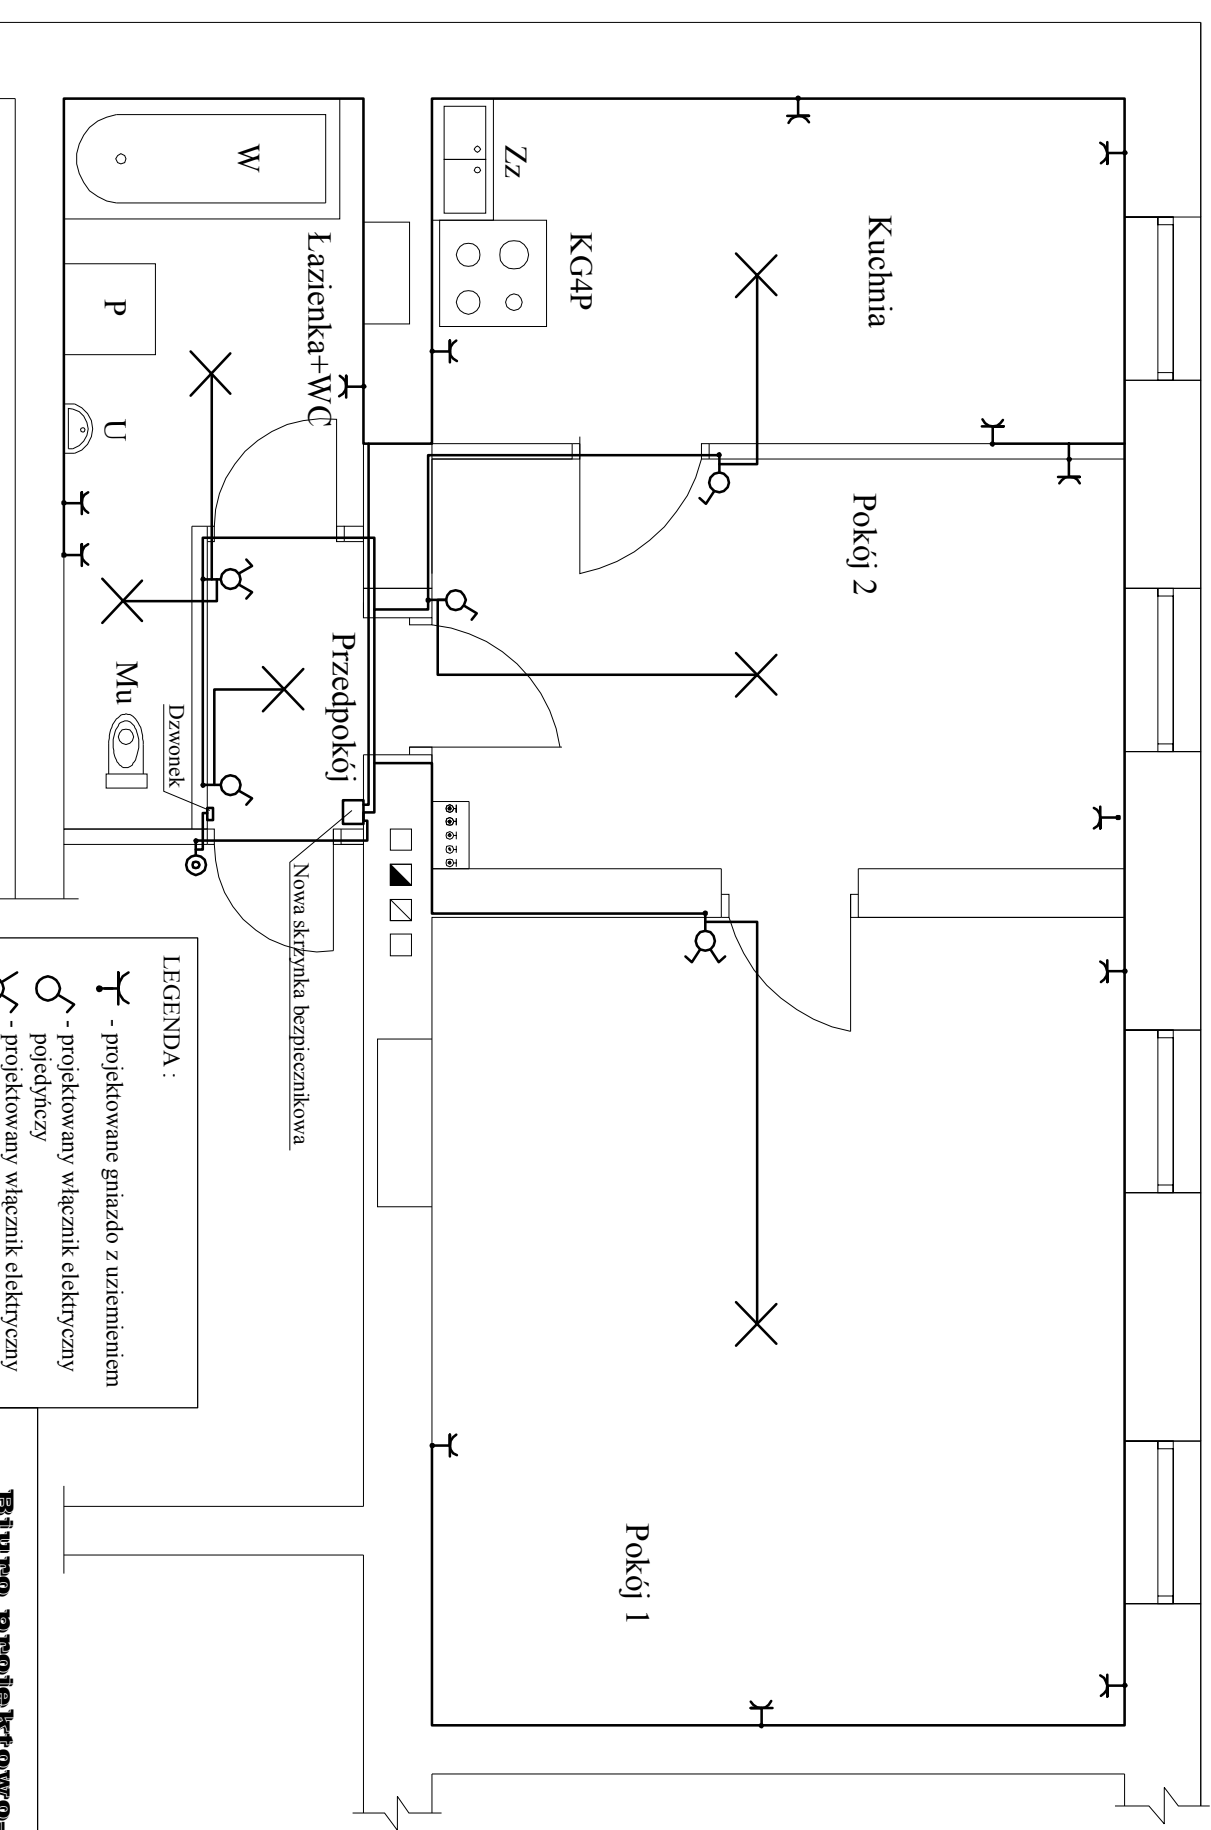 Zz
KG4P
Kuchnia
W
Łazienka+WC
P
U
Pokój 2
Przedpokój
Mu
Dzwonek
Nowa skrzynka bezpiecznikowa
Pokój 1
LEGENDA :
- projektowane gniazdo z uziemieniem
- projektowany włącznik elektryczny
pojedyńczy
- projektowany włącznik elektryczny
Biuro projektowo-